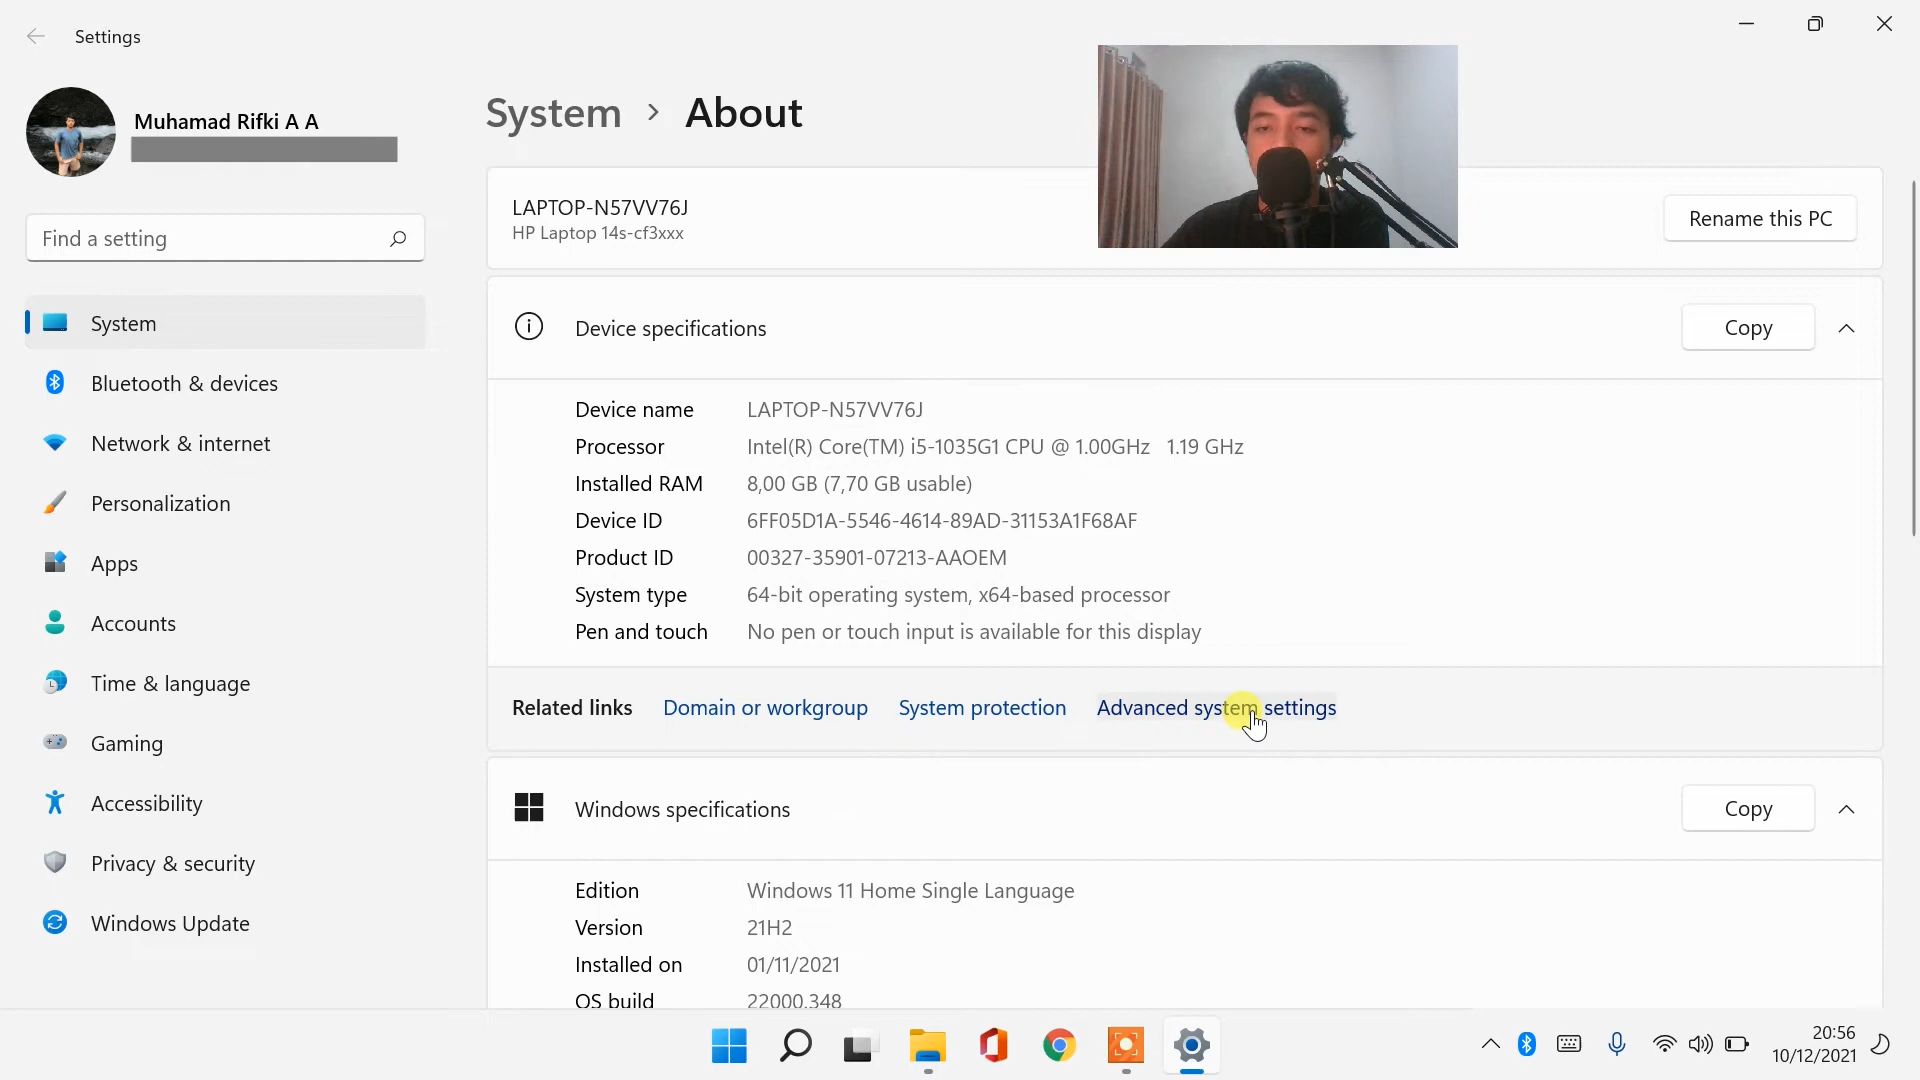 Settings
Muhamad Rifki A A
Find a setting
System
Bluetooth & devices
Network & internet
Personalization
Apps
Accounts
Time & language
Gaming
Accessibility
Privacy & security
Windows Update
System > About
LAPTOP-N57VV76J
HP Laptop 14s-cf3xxx
Rename this PC
Device specifications
Copy
Device name LAPTOP-N57VV76J
Processor Intel(R) Core(TM) i5-1035G1 CPU @ 1.00GHz 1.19 GHz
Installed RAM 8,00 GB (7,70 GB usable)
Device ID 6FF05D1A-5546-4614-89AD-31153A1F68AF
Product ID 00327-35901-07213-AAOEM
System type 64-bit operating system, x64-based processor
Pen and touch No pen or touch input is available for this display
Related links Domain or workgroup System protection Advanced system settings
Windows specifications
Copy
Edition Windows 11 Home Single Language
Version 21H2
Installed on 01/11/2021
OS build 22000.348
20:56
10/12/2021